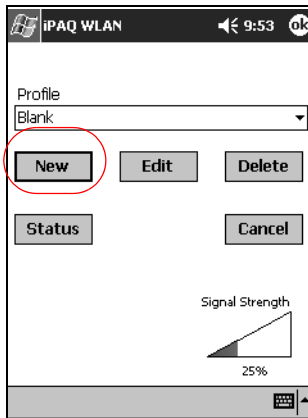 iPAQ WLAN 9:53 ok
Profile
Blank
New Edit Delete
Status Cancel
Signal Strength
25%